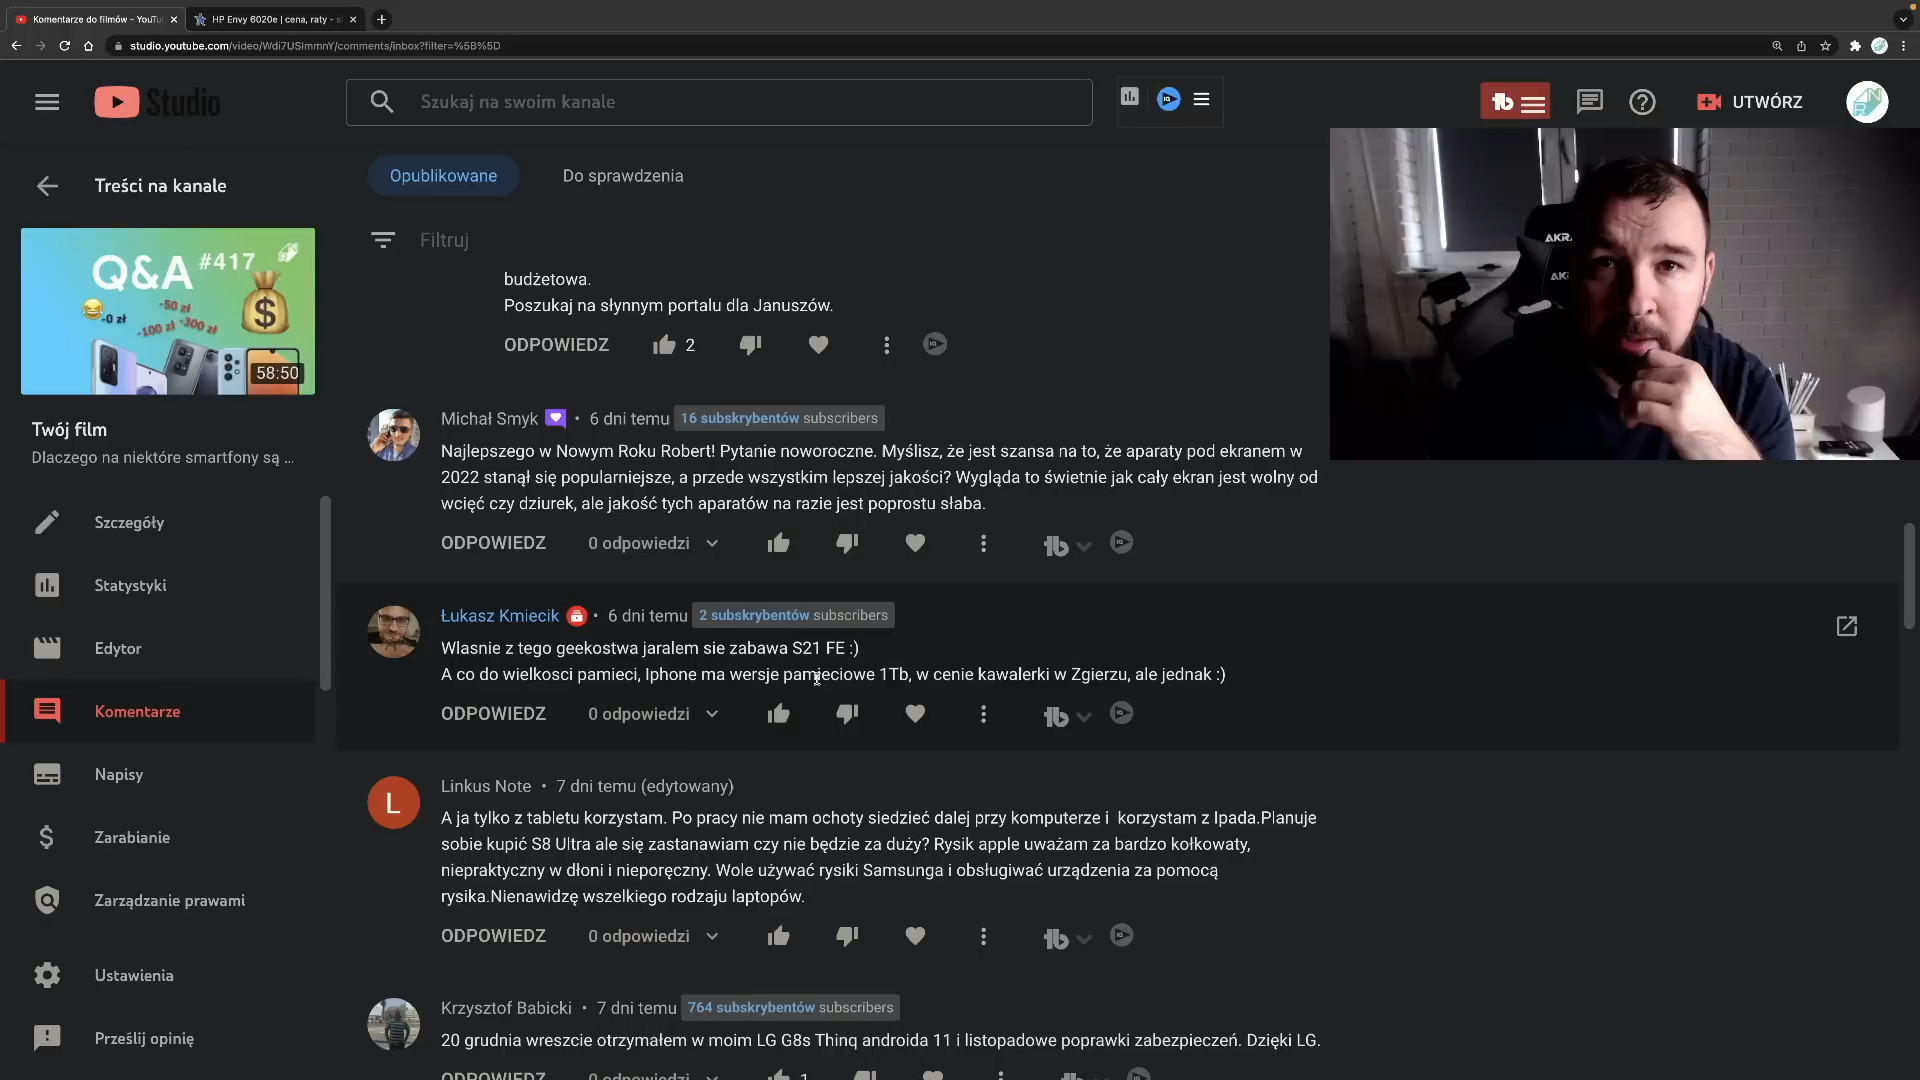 Komentarze do filmów - YouTu
HP Envy 6020e | cena, raty - s
studio.youtube.com/video/Wdi7USImmnY/comments/inbox?filter=%5B%5D
Studio
Szukaj na swoim kanale
UTWÓRZ
Treści na kanale
Q&A #417
-0 zł
-50 zł
-100 zł
-300 zł
58:50
Twój film
Dlaczego na niektóre smartfony są ...
Szczegóły
Statystyki
Edytor
Komentarze
Napisy
Zarabianie
Zarządzanie prawami
Ustawienia
Prześlij opinię
Opublikowane
Do sprawdzenia
Filtruj
budżetowa.
Poszukaj na słynnym portalu dla Januszów.
ODPOWIEDZ 2
Michał Smyk • 6 dni temu 16 subskrybentów subscribers
Najlepszego w Nowym Roku Robert! Pytanie noworoczne. Myślisz, że jest szansa na to, że aparaty pod ekranem w
2022 stanął się popularniejsze, a przede wszystkim lepszej jakości? Wygląda to świetnie jak cały ekran jest wolny od
wcięć czy dziurek, ale jakość tych aparatów na razie jest poprostu słaba.
ODPOWIEDZ 0 odpowiedzi
Łukasz Kmiecik • 6 dni temu 2 subskrybentów subscribers
Wlasnie z tego geekostwa jaralem sie zabawa S21 FE :)
A co do wielkosci pamieci, Iphone ma wersje pamieciowe 1Tb, w cenie kawalerki w Zgierzu, ale jednak :)
ODPOWIEDZ 0 odpowiedzi
L
Linkus Note • 7 dni temu (edytowany)
A ja tylko z tabletu korzystam. Po pracy nie mam ochoty siedzieć dalej przy komputerze i  korzystam z Ipada.Planuje
sobie kupić S8 Ultra ale się zastanawiam czy nie będzie za duży? Rysik apple uważam za bardzo kołkowaty,
niepraktyczny w dłoni i nieporęczny. Wole używać rysiki Samsunga i obsługiwać urządzenia za pomocą
rysika.Nienawidzę wszelkiego rodzaju laptopów.
ODPOWIEDZ 0 odpowiedzi
Krzysztof Babicki • 7 dni temu 764 subskrybentów subscribers
20 grudnia wreszcie otrzymałem w moim LG G8s Thinq androida 11 i listopadowe poprawki zabezpieczeń. Dzięki LG.
ODPOWIEDZ 0 odpowiedzi 1